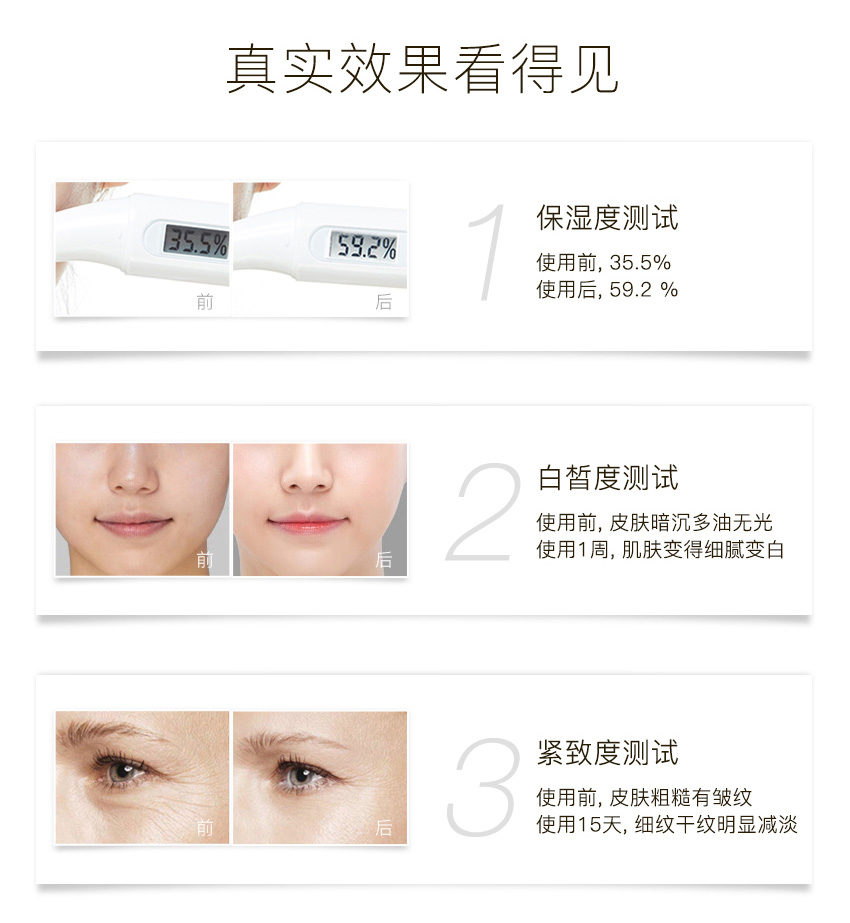 真实效果看得见
35.5%
59.2%
前
后
1
保湿度测试
使用前, 35.5%
使用后, 59.2 %
前
后
2
白皙度测试
使用前, 皮肤暗沉多油无光
使用1周, 肌肤变得细腻变白
前
后
3
紧致度测试
使用前, 皮肤粗糙有皱纹
使用15天, 细纹干纹明显减淡